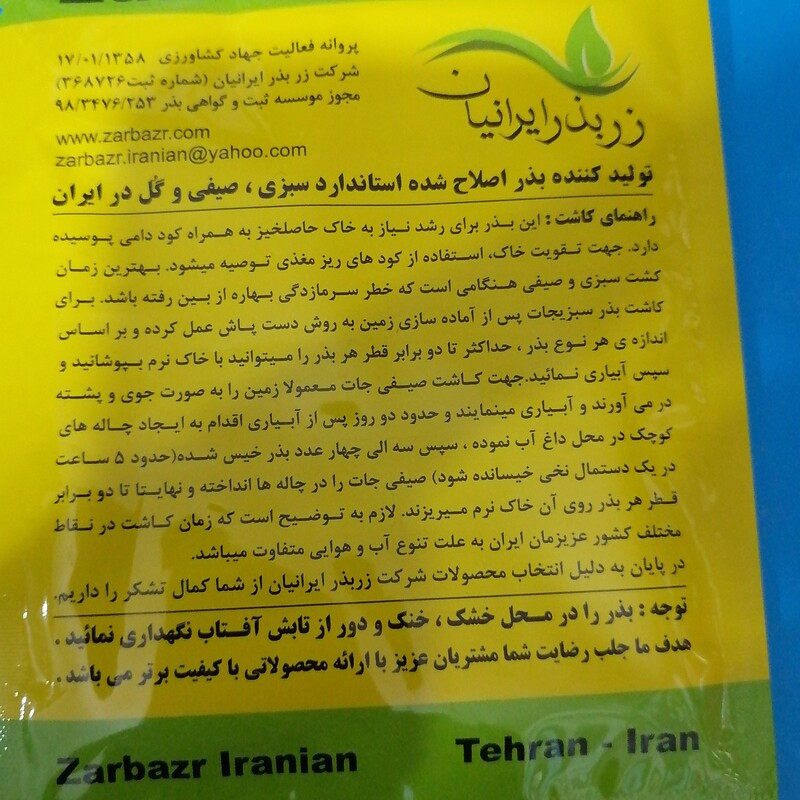 پروانه فعالیت جهاد کشاورزی ۱۷/۰۱/۱۳۵۸
شرکت زر بذر ایرانیان (شماره ثبت۳۶۸۷۲۶)
مجوز موسسه ثبت و گواهی بذر ۹۸/۳۴۷۶/۲۵۳
زر بذر ایرانیان
www.zarbazr.com
zarbazr.iranian@yahoo.com
تولید کننده بذر اصلاح شده استاندارد سبزی ، صیفی و گُل در ایران
راهنمای کاشت : این بذر برای رشد نیاز به خاک حاصلخیز به همراه کود دامی پوسیده
دارد. جهت تقویت خاک، استفاده از کود های ریز مغذی توصیه میشود. بهترین زمان
کشت سبزی و صیفی هنگامی است که خطر سرمازدگی بهاره از بین رفته باشد. برای
کاشت بذر سبزیجات پس از آماده سازی زمین به روش دست پاش عمل کرده و بر اساس
اندازه ی هر نوع بذر ، حداکثر تا دو برابر قطر هر بذر را میتوانید با خاک نرم بپوشانید و
سپس آبیاری نمائید.جهت کاشت صیفی جات معمولا زمین را به صورت جوی و پشته
در می آورند و آبیاری مینمایند و حدود دو روز پس از آبیاری اقدام به ایجاد چاله های
کوچک در محل داغ آب نموده ، سپس سه الی چهار عدد بذر خیس شده(حدود ۵ ساعت
در یک دستمال نخی خیسانده شود) صیفی جات را در چاله ها انداخته و نهایتا تا دو برابر
قطر هر بذر روی آن خاک نرم میریزند. لازم به توضیح است که زمان کاشت در نقاط
مختلف کشور عزیزمان ایران به علت تنوع آب و هوایی متفاوت میباشد.
در پایان به دلیل انتخاب محصولات شرکت زربذر ایرانیان از شما کمال تشکر را داریم.
توجه : بذر را در محل خشک ، خنک و دور از تابش آفتاب نگهداری نمائید .
هدف ما جلب رضایت شما مشتریان عزیز با ارائه محصولاتی با کیفیت برتر می باشد .
Zarbazr Iranian Tehran - Iran